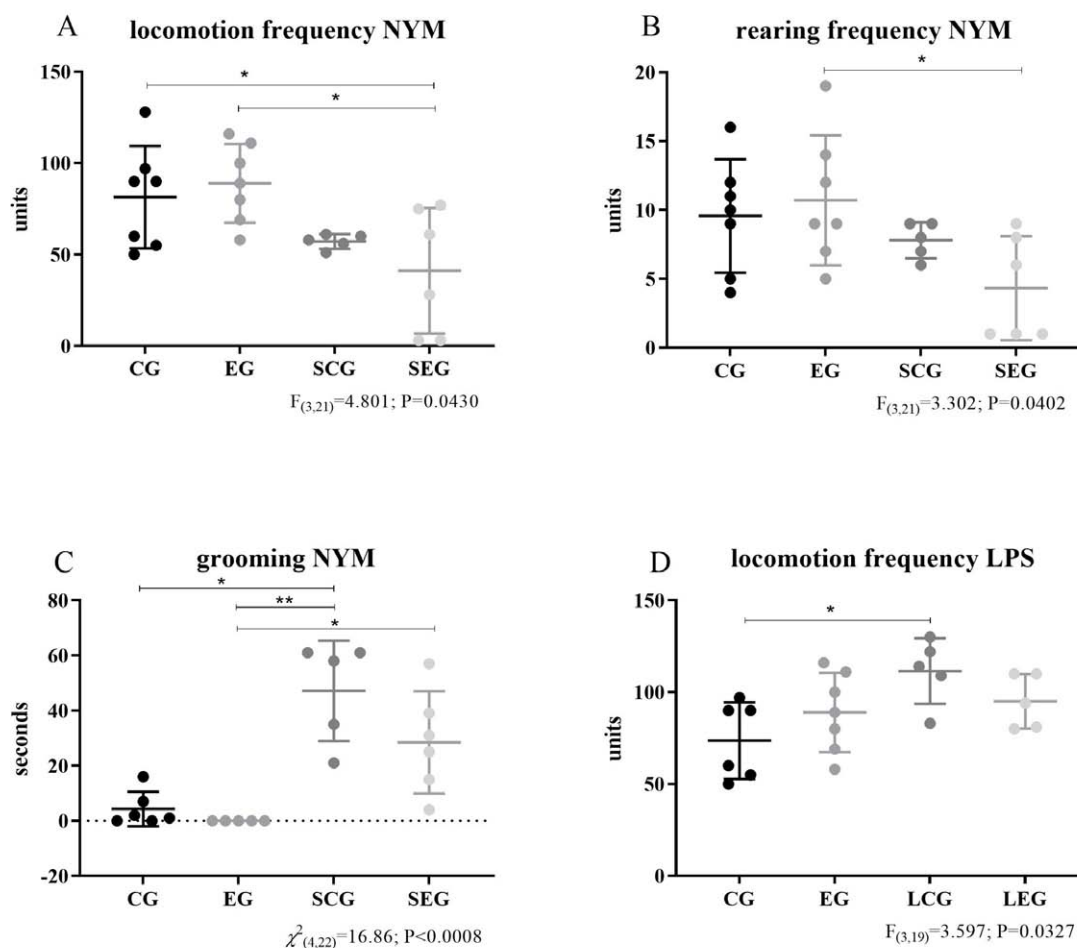 A
locomotion frequency NYM
*
*
150
100
50
0
units
CG EG SCG SEG
F(3,21)=4.801; P=0.0430
B
rearing frequency NYM
*
20
15
10
5
0
units
CG EG SCG SEG
F(3,21)=3.302; P=0.0402
C
grooming NYM
*
**
*
80
60
40
20
0
-20
seconds
CG EG SCG SEG
χ²(4,22)=16.86; P<0.0008
D
locomotion frequency LPS
*
150
100
50
0
units
CG EG LCG LEG
F(3,19)=3.597; P=0.0327